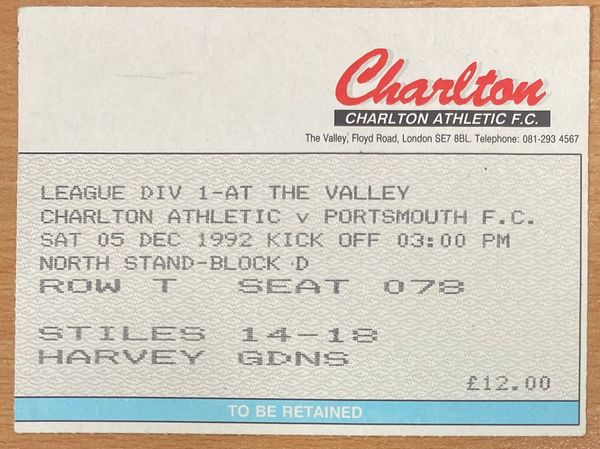 Charlton
CHARLTON ATHLETIC F.C.
The Valley, Floyd Road, London SE7 8BL. Telephone: 081-293 4567
LEAGUE DIV 1-AT THE VALLEY
CHARLTON ATHLETIC v PORTSMOUTH F.C.
SAT 05 DEC 1992 KICK OFF 03:00 PM
NORTH STAND-BLOCK D
ROW T SEAT 078
STILES 14-18
HARVEY GDNS
£12.00
TO BE RETAINED